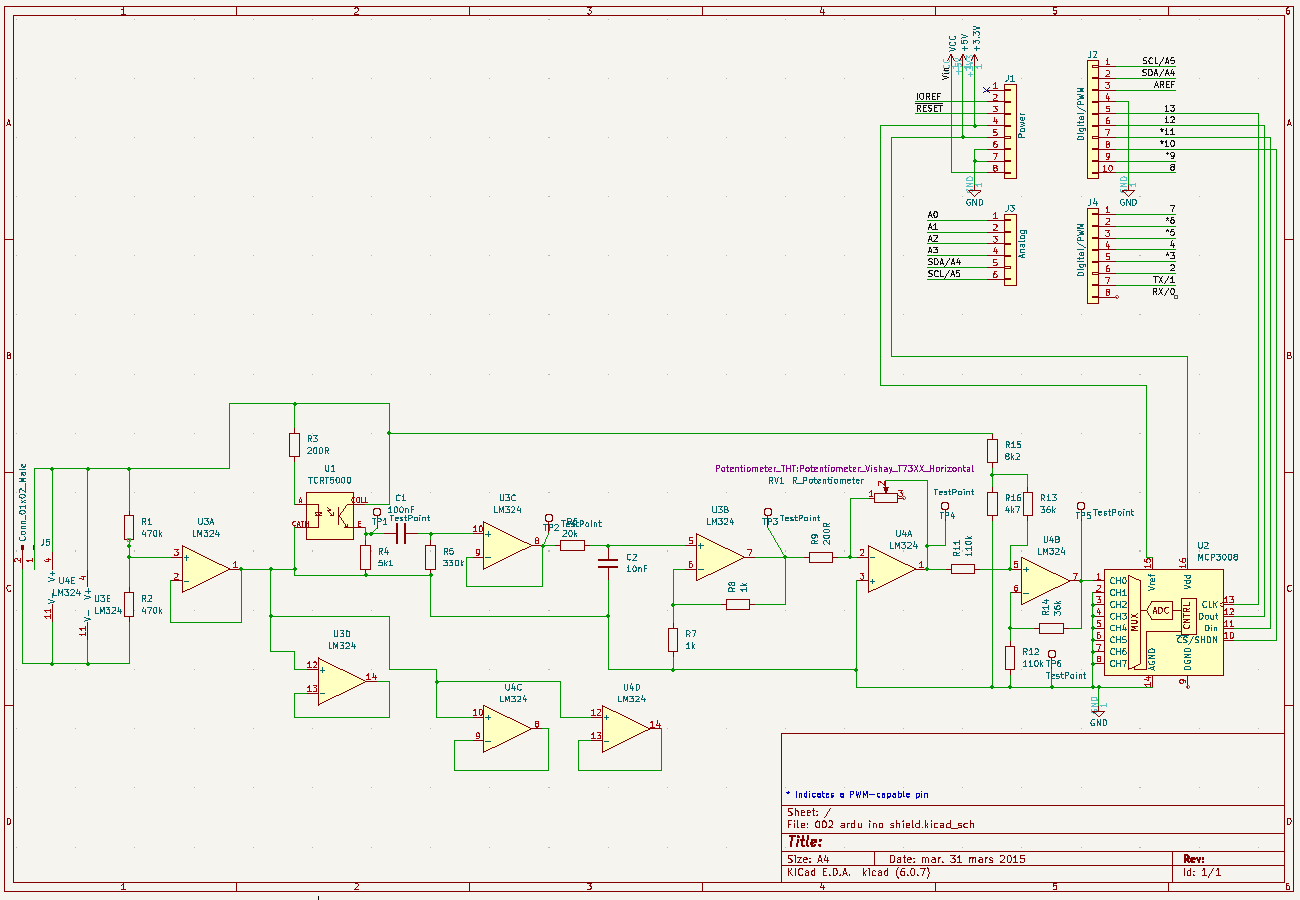 1 2 3 4 5 6
A B C D
VCC +5V +3.3V
Vin
J1
IOREF
RESET
1 2 3 4 5 6 7 8
Power
GND
J3
A0 1
A1 2
A2 3
A3 4
SDA/A4 5
SCL/A5 6
Analog
J2
1 SCL/A5
2 SDA/A4
3 AREF
4
5 13
6 12
7 *11
8 *10
9 *9
10 8
Digital/PWM
GND
J4
1 7
2 *6
3 *5
4 4
5 *3
6 2
7 TX/1
8 RX/0
Digital/PWM
Conn_01x02_Male
J5
2 1
U4E
LM324
4 V+
11 V-
U3E
LM324
4 V+
11 V-
R1
470k
R2
470k
U3A
LM324
3 2 1
R3
200R
U1
TCRT5000
A COLL
CATH E
TP1
TestPoint
C1
100nF
R4
5k1
R6
330k
U3C
LM324
10 9 8
TP2
TestPoint
20k
C2
10nF
U3B
LM324
5 6 7
TP3
TestPoint
R8
1k
R7
1k
R9
200R
Potentiometer_THT:Potentiometer_Vishay_T73XX_Horizontal
RV1 R_Potentiometer
1 2 3
U4A
LM324
2 3 1
TestPoint
TP4
R11
110k
R15
8k2
R16
4k7
R13
36k
U4B
LM324
5 6 7
TP5
TestPoint
R14
36k
R12
110k
TP6
TestPoint
U2
MCP3008
15 Vref
16 Vdd
1 CH0
2 CH1
3 CH2
4 CH3
5 CH4
6 CH5
7 CH6
8 CH7
MUX
ADC
CNTRL
CLK 13
Dout 12
Din 11
CS/SHDN 10
AGND 14
DGND 9
GND
U3D
LM324
12 13 14
U4C
LM324
10 9 8
U4D
LM324
12 13 14
* Indicates a PWM-capable pin
Sheet: /
File: 002 ardu ino shield.kicad_sch
Title:
Size: A4 Date: mar. 31 mars 2015 Rev:
KiCad E.D.A. kicad (6.0.7) Id: 1/1